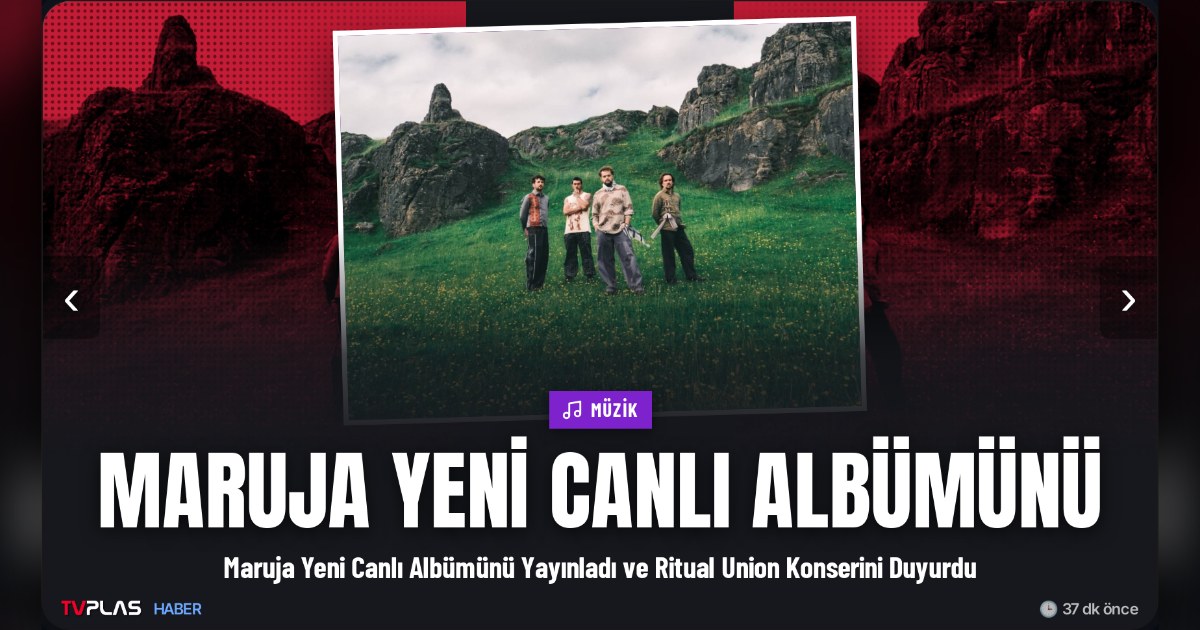 MÜZİK
MARUJA YENİ CANLI ALBÜMÜNÜ
Maruja Yeni Canlı Albümünü Yayınladı ve Ritual Union Konserini Duyurdu
TVPLAS HABER
37 dk önce